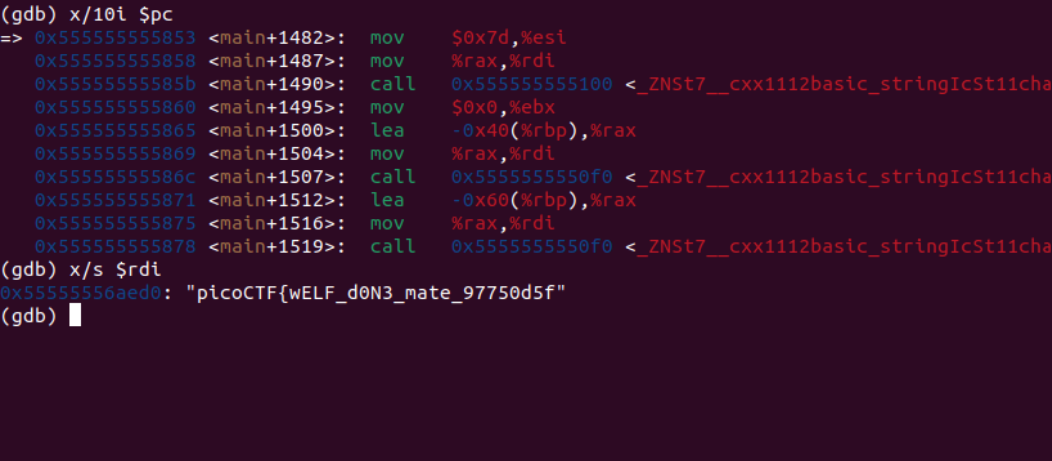 (gdb) x/10i $pc
=> 0x555555555853 <main+1482>: mov $0x7d,%esi
0x555555555858 <main+1487>: mov %rax,%rdi
0x55555555585b <main+1490>: call 0x555555555100 <_ZNSt7__cxx1112basic_stringIcSt11cha
0x555555555860 <main+1495>: mov $0x0,%ebx
0x555555555865 <main+1500>: lea -0x40(%rbp),%rax
0x555555555869 <main+1504>: mov %rax,%rdi
0x55555555586c <main+1507>: call 0x5555555550f0 <_ZNSt7__cxx1112basic_stringIcSt11cha
0x555555555871 <main+1512>: lea -0x60(%rbp),%rax
0x555555555875 <main+1516>: mov %rax,%rdi
0x555555555878 <main+1519>: call 0x5555555550f0 <_ZNSt7__cxx1112basic_stringIcSt11cha
(gdb) x/s $rdi
0x55555556aed0: "picoCTF{wELF_d0N3_mate_97750d5f"
(gdb)